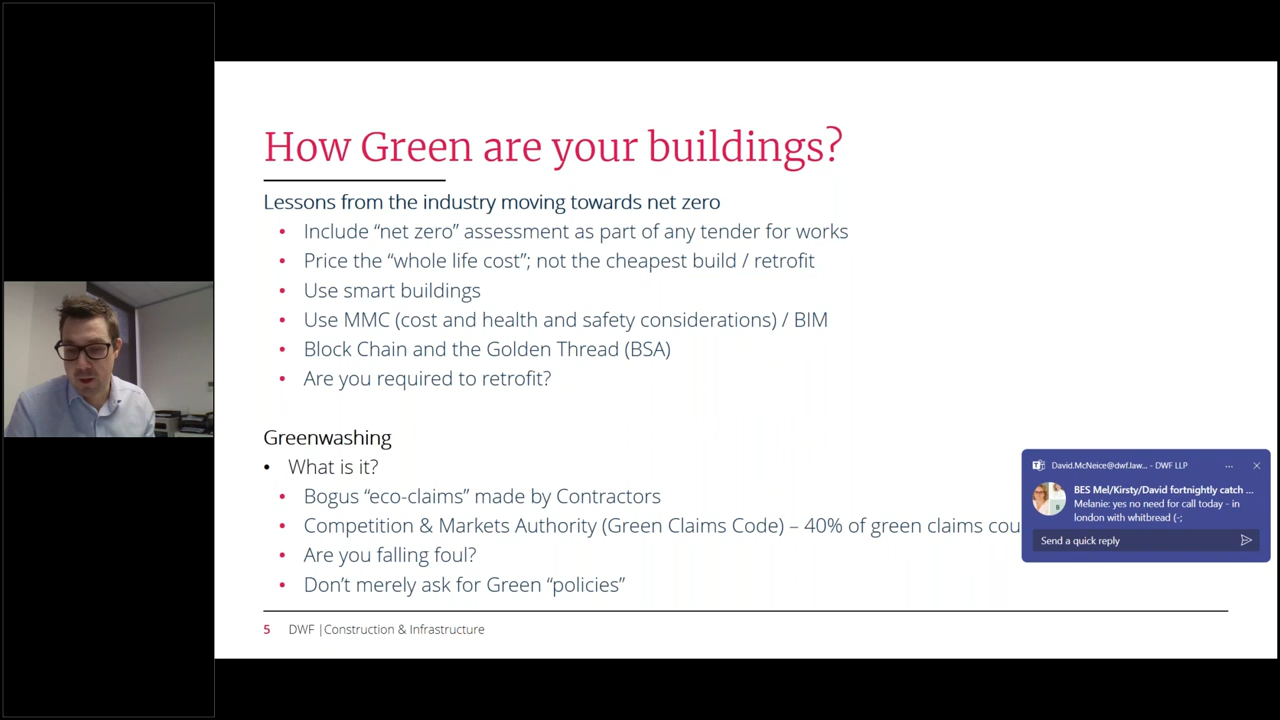 How Green are your buildings?
Lessons from the industry moving towards net zero
• Include “net zero” assessment as part of any tender for works
• Price the “whole life cost”; not the cheapest build / retrofit
• Use smart buildings
• Use MMC (cost and health and safety considerations) / BIM
• Block Chain and the Golden Thread (BSA)
• Are you required to retrofit?
Greenwashing
• What is it?
• Bogus “eco-claims” made by Contractors
• Competition & Markets Authority (Green Claims Code) – 40% of green claims cou
• Are you falling foul?
• Don’t merely ask for Green “policies”
5 DWF |Construction & Infrastructure
David.McNeice@dwf.law... - DWF LLP
BES Mel/Kirsty/David fortnightly catch ...
Melanie: yes no need for call today - in
london with whitbread (-;
Send a quick reply